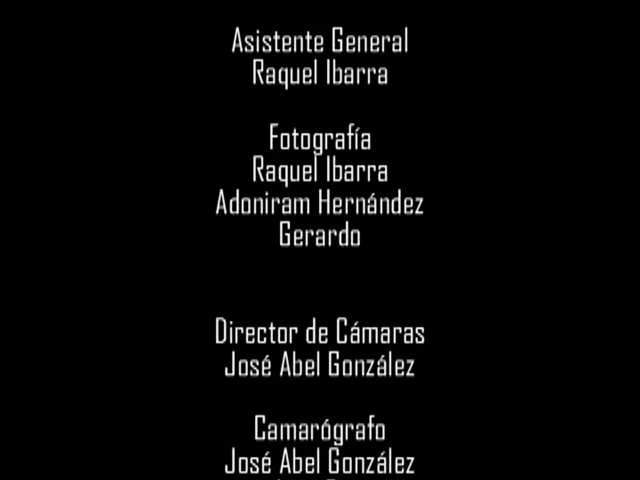 Asistente General
Raquel Ibarra
Fotografía
Raquel Ibarra
Adoniram Hernández
Gerardo
Director de Cámaras
José Abel González
Camarógrafo
José Abel González